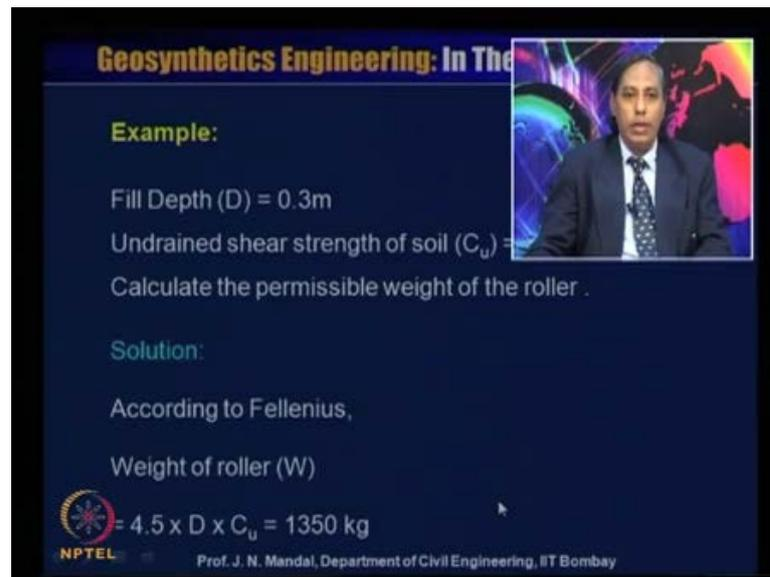 Geosynthetics Engineering: In The
Example:
Fill Depth (D) = 0.3m
Undrained shear strength of soil (Cu) =
Calculate the permissible weight of the roller .
Solution:
According to Fellenius,
Weight of roller (W)
= 4.5 x D x Cu = 1350 kg
NPTEL
Prof. J. N. Mandal, Department of Civil Engineering, IIT Bombay